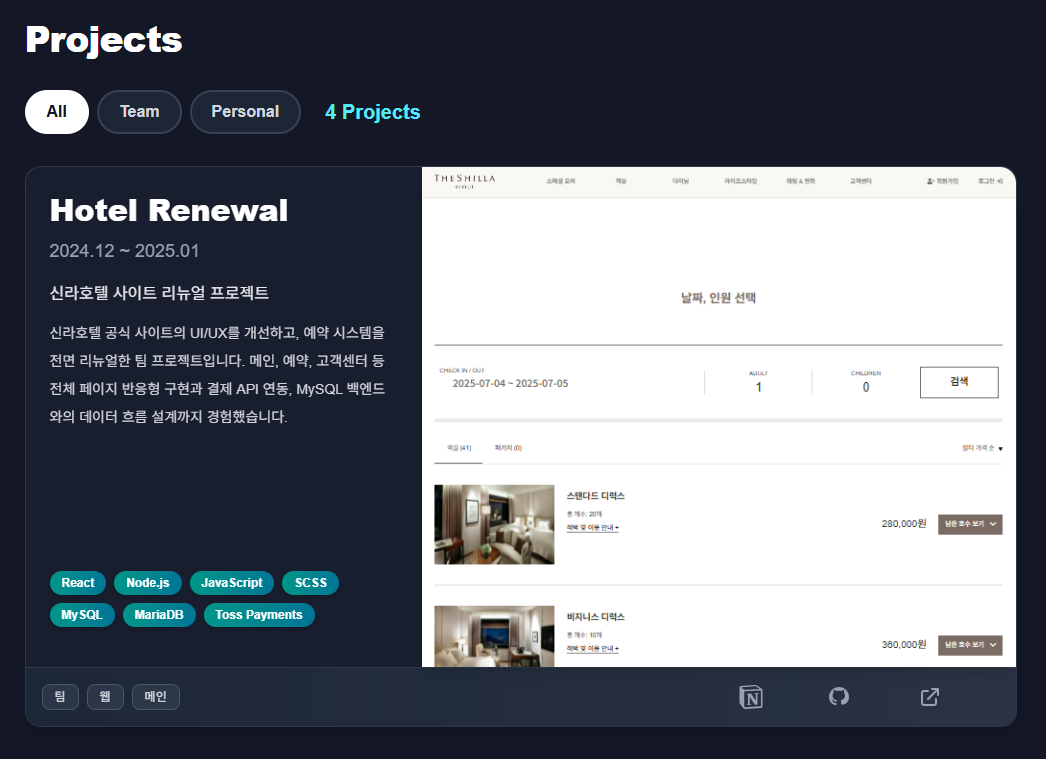 Projects
All
Team
Personal
4 Projects
Hotel Renewal
2024.12 ~ 2025.01
신라호텔 사이트 리뉴얼 프로젝트
신라호텔 공식 사이트의 UI/UX를 개선하고, 예약 시스템을
전면 리뉴얼한 팀 프로젝트입니다. 메인, 예약, 고객센터 등
전체 페이지 반응형 구현과 결제 API 연동, MySQL 백엔드
와의 데이터 흐름 설계까지 경험했습니다.
React
Node.js
JavaScript
SCSS
MySQL
MariaDB
Toss Payments
THE SHILLA
SEOUL
스페셜 오퍼
객실
다이닝
라이프스타일
웨딩 & 연회
고객센터
회원가입
로그인
날짜, 인원 선택
CHECK IN / OUT
2025-07-04 ~ 2025-07-05
ADULT
1
CHILDREN
0
검색
객실 (41)
패키지 (0)
필터 가격 순 ▼
스탠다드 디럭스
총 개수: 20개
혜택 및 이용 안내 +
280,000원
남은 호수 보기
비지니스 디럭스
총 개수: 10개
혜택 및 이용 안내 +
360,000원
남은 호수 보기
팀
웹
메인